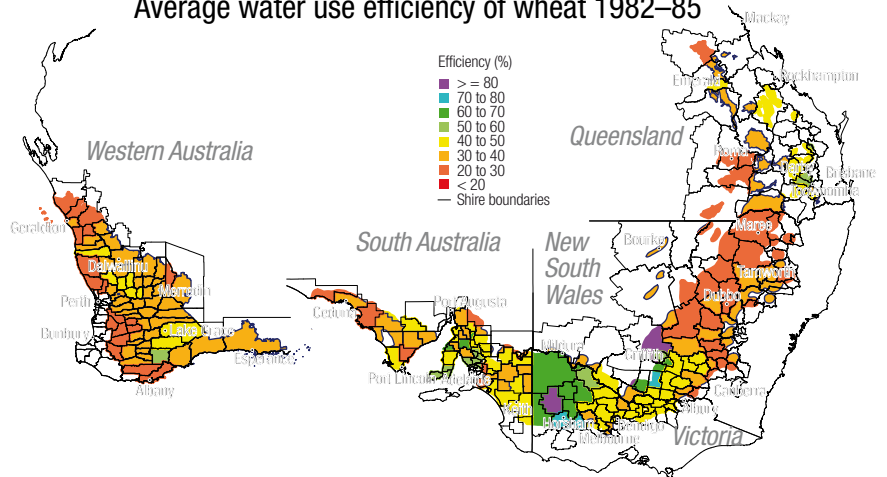 Average water use efficiency of wheat 1982–85
Mackay
Efficiency (%)
> = 80
70 to 80
60 to 70
50 to 60
40 to 50
30 to 40
20 to 30
< 20
Shire boundaries
Emerald
Rockhampton
Western Australia
Queensland
Roma
Brisbane
Toowoomba
Geraldton
South Australia
New
South
Wales
Bourke
Moree
Dalwallinu
Tamworth
Merredin
Perth
Dubbo
Port Augusta
Ceduna
Bunbury
Lake Grace
Esperance
Mildura
Griffith
Port Lincoln
Adelaide
Albany
Canberra
Keith
Albury
Horsham
Bendigo
Melbourne
Victoria